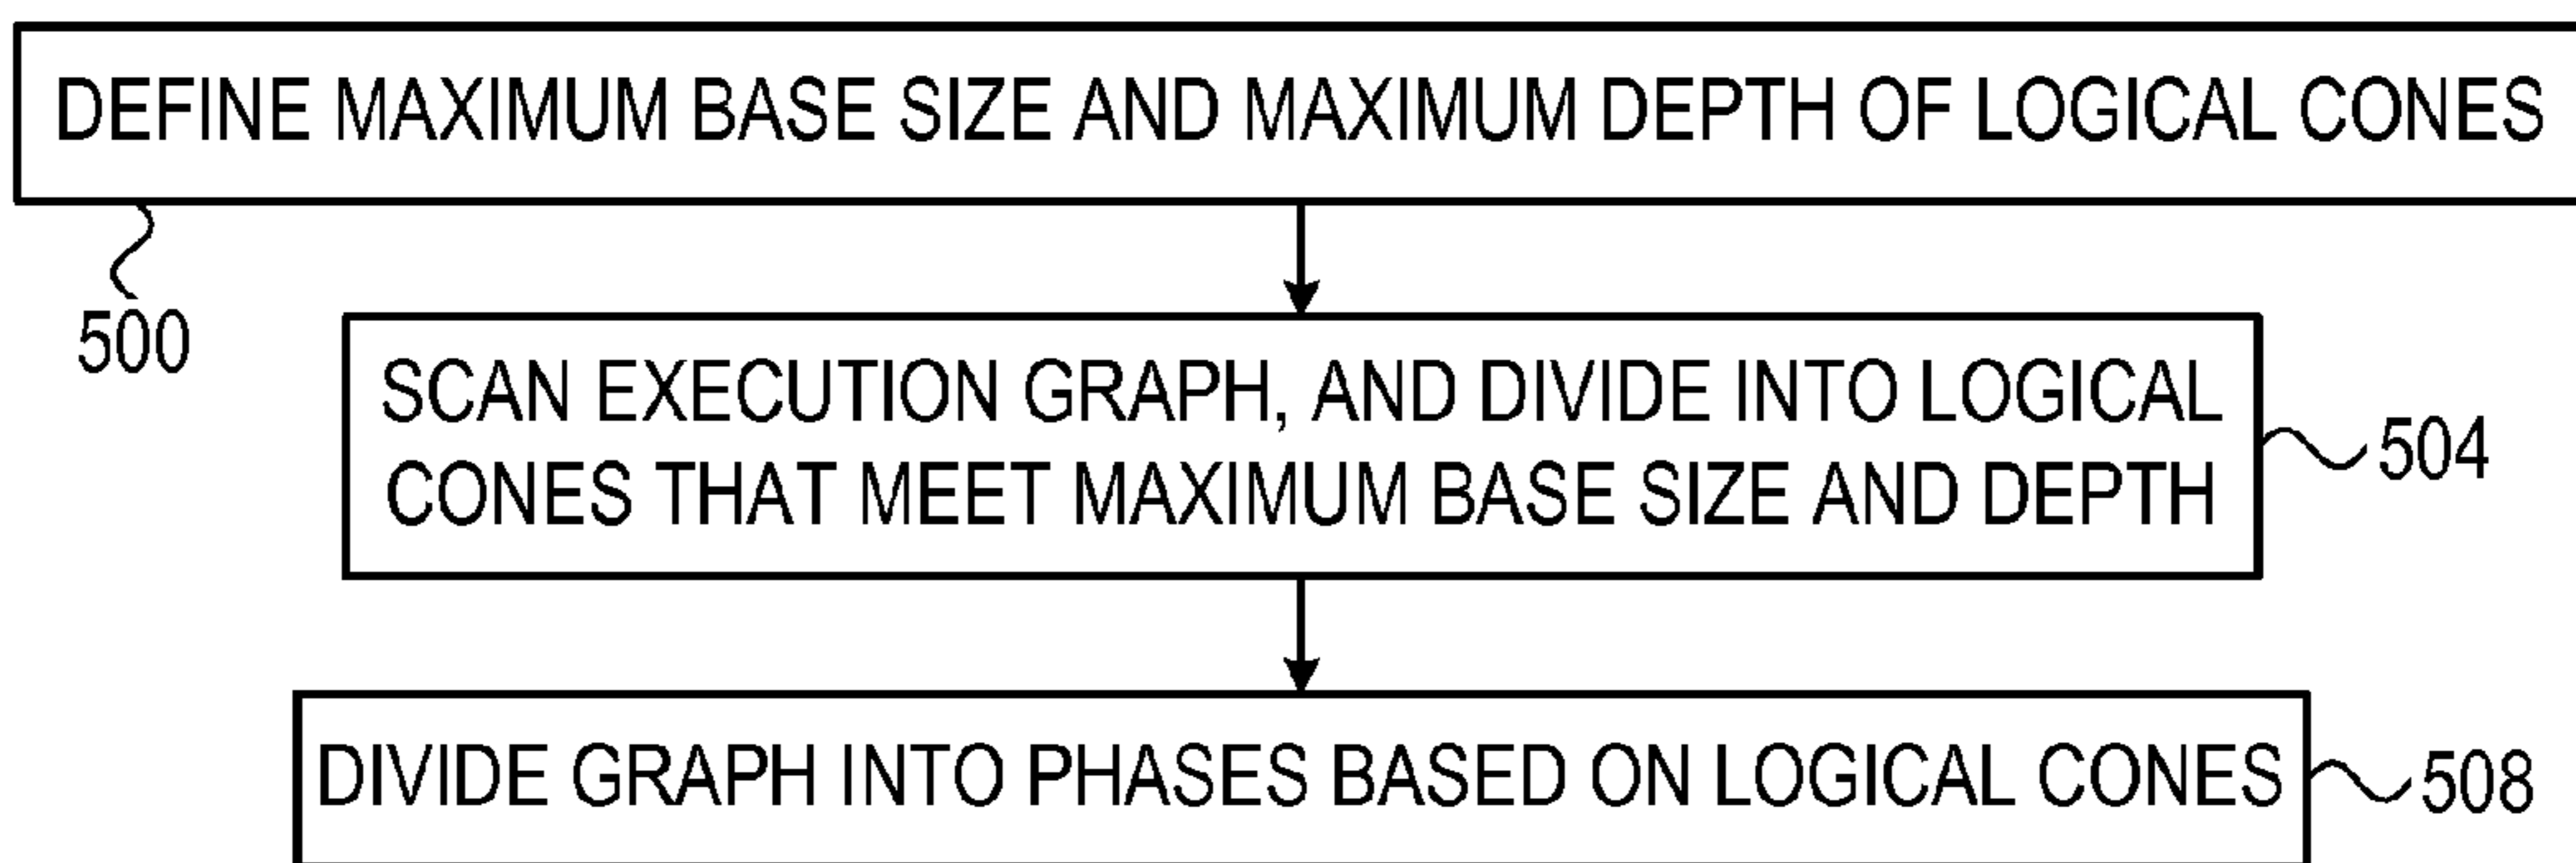 DEFINE MAXIMUM BASE SIZE AND MAXIMUM DEPTH OF LOGICAL CONES
500
SCAN EXECUTION GRAPH, AND DIVIDE INTO LOGICAL
CONES THAT MEET MAXIMUM BASE SIZE AND DEPTH
504
DIVIDE GRAPH INTO PHASES BASED ON LOGICAL CONES
508